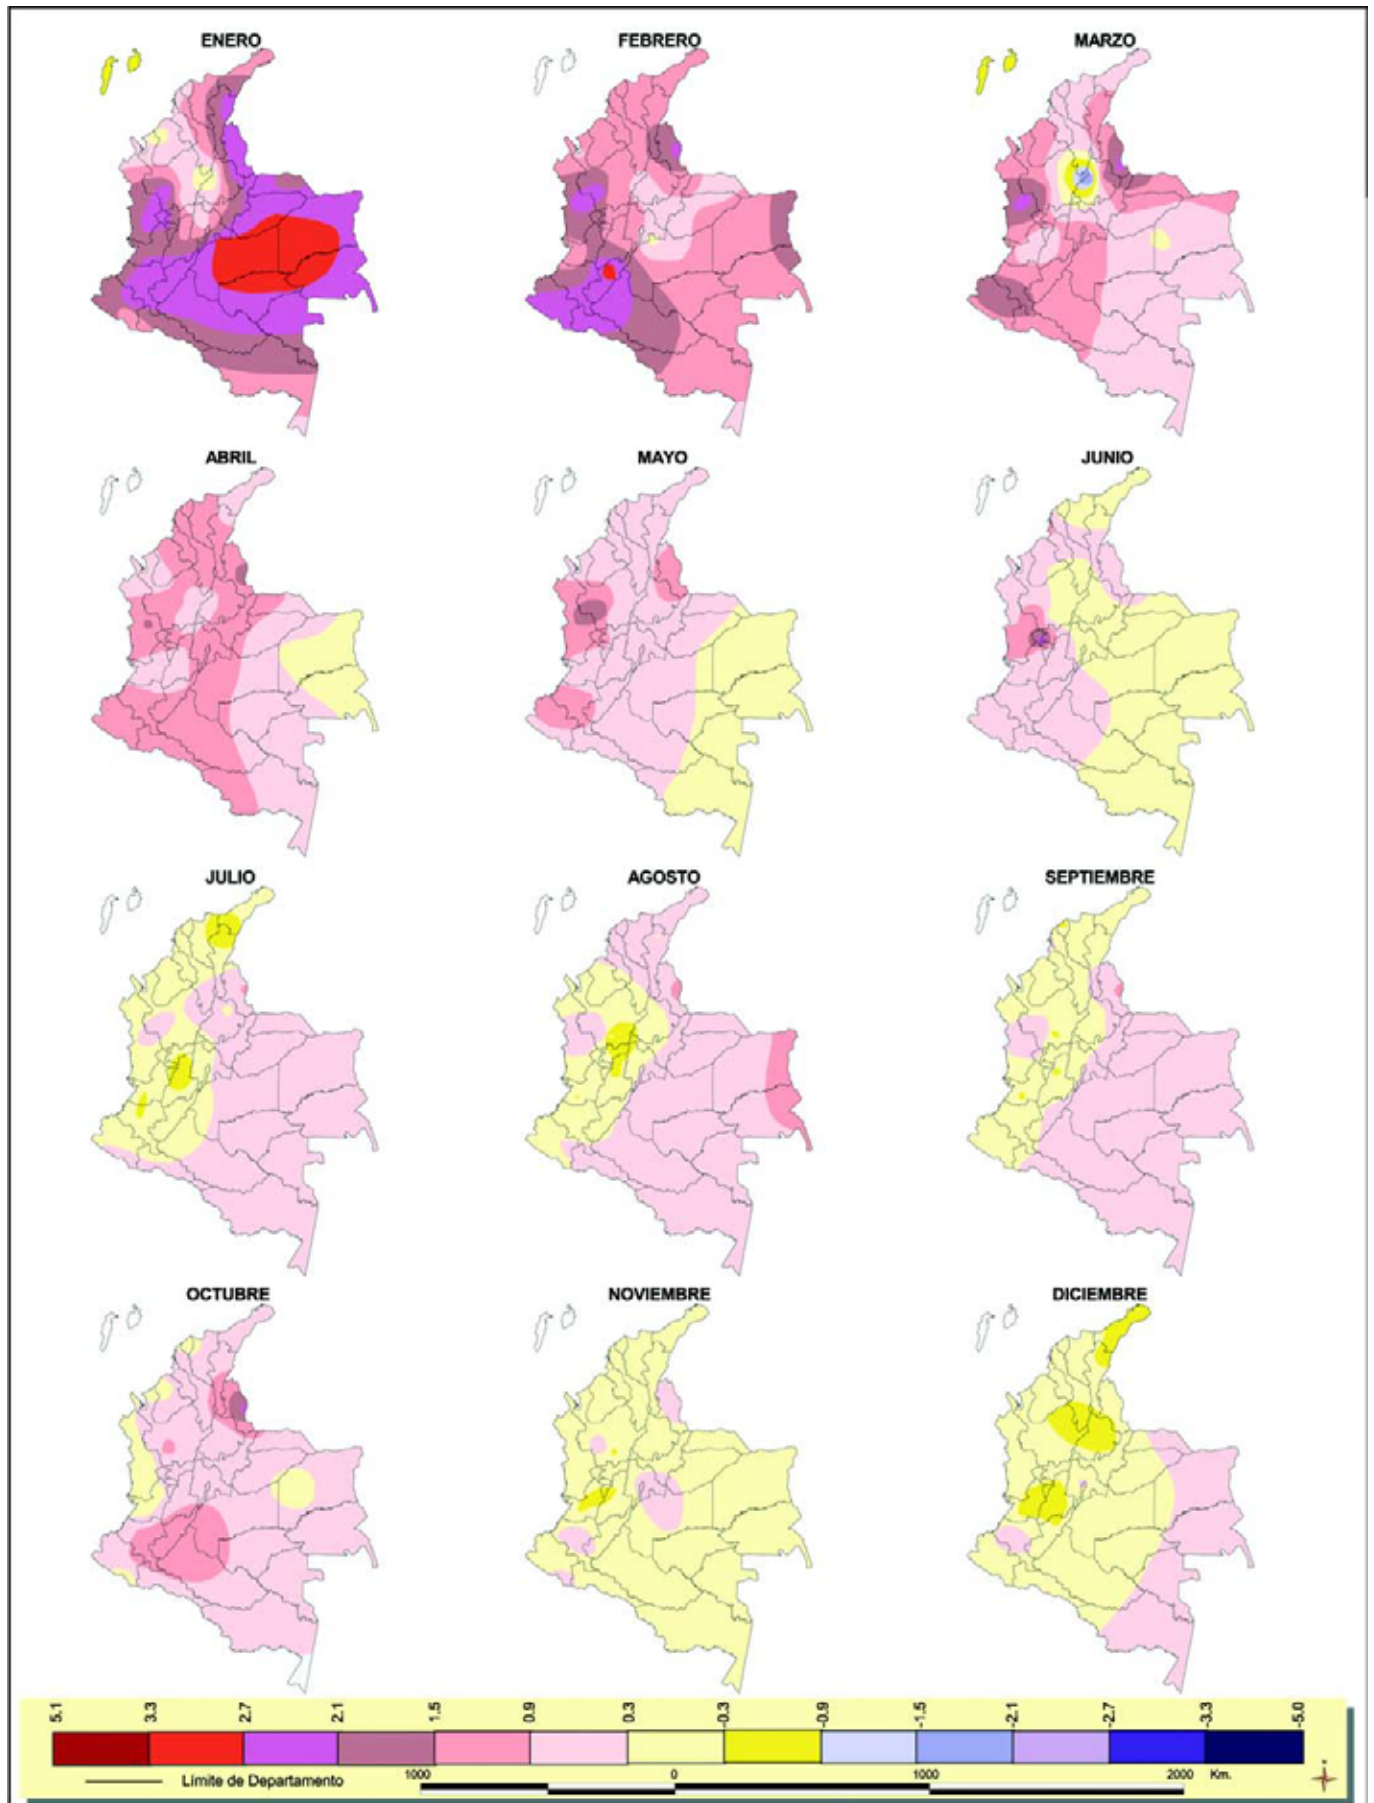 ENERO FEBRERO MARZO
ABRIL MAYO JUNIO
JULIO AGOSTO SEPTIEMBRE
OCTUBRE NOVIEMBRE DICIEMBRE
5.1 3.3 2.7 2.1 1.5 0.9 0.3 -0.3 -0.9 -1.5 -2.1 -2.7 -3.3 -5.0
Límite de Departamento 1000 0 1000 2000 Km.